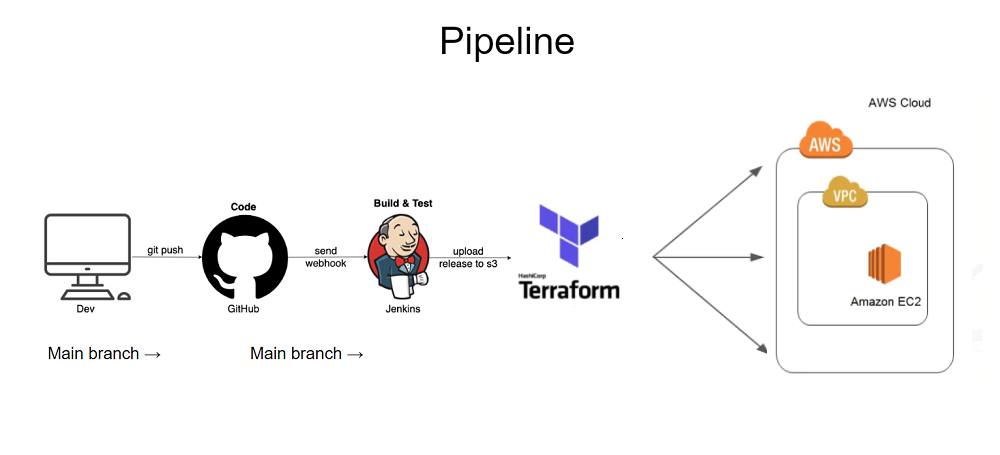 Pipeline
AWS Cloud
AWS
VPC
Amazon EC2
Code
Build & Test
git push
send
webhook
upload
release to s3
HashiCorp
Terraform
Dev
GitHub
Jenkins
Main branch →
Main branch →